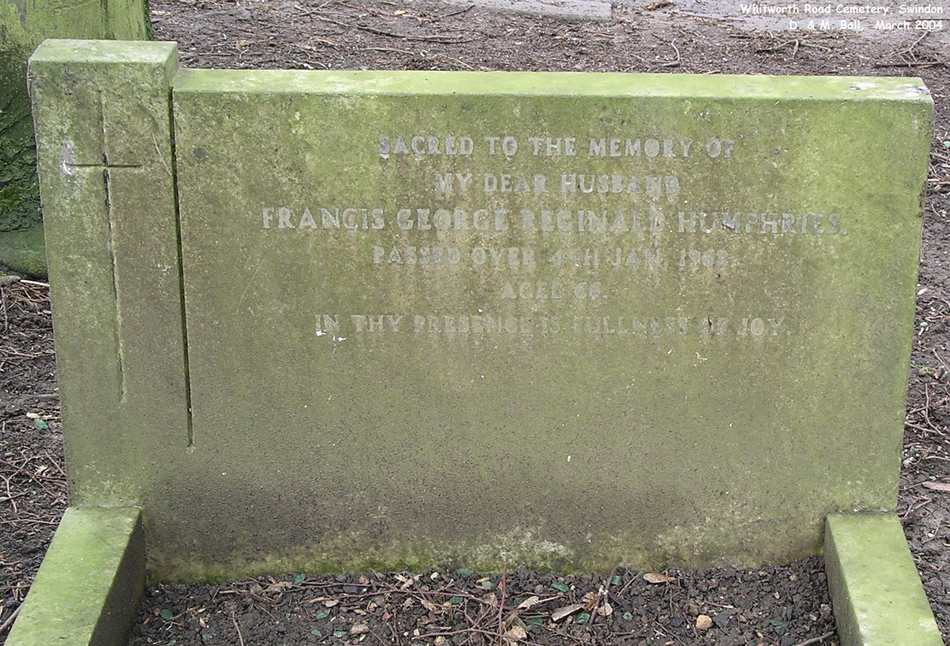 Whitworth Road Cemetery, Swindon
D. & M. Ball, March 2004
SACRED TO THE MEMORY OF
MY DEAR HUSBAND
FRANCIS GEORGE REGINALD HUMPHRIES.
PASSED OVER 4TH JAN.
AGED
IN THY PRESENCE IS FULLNESS OF JOY.